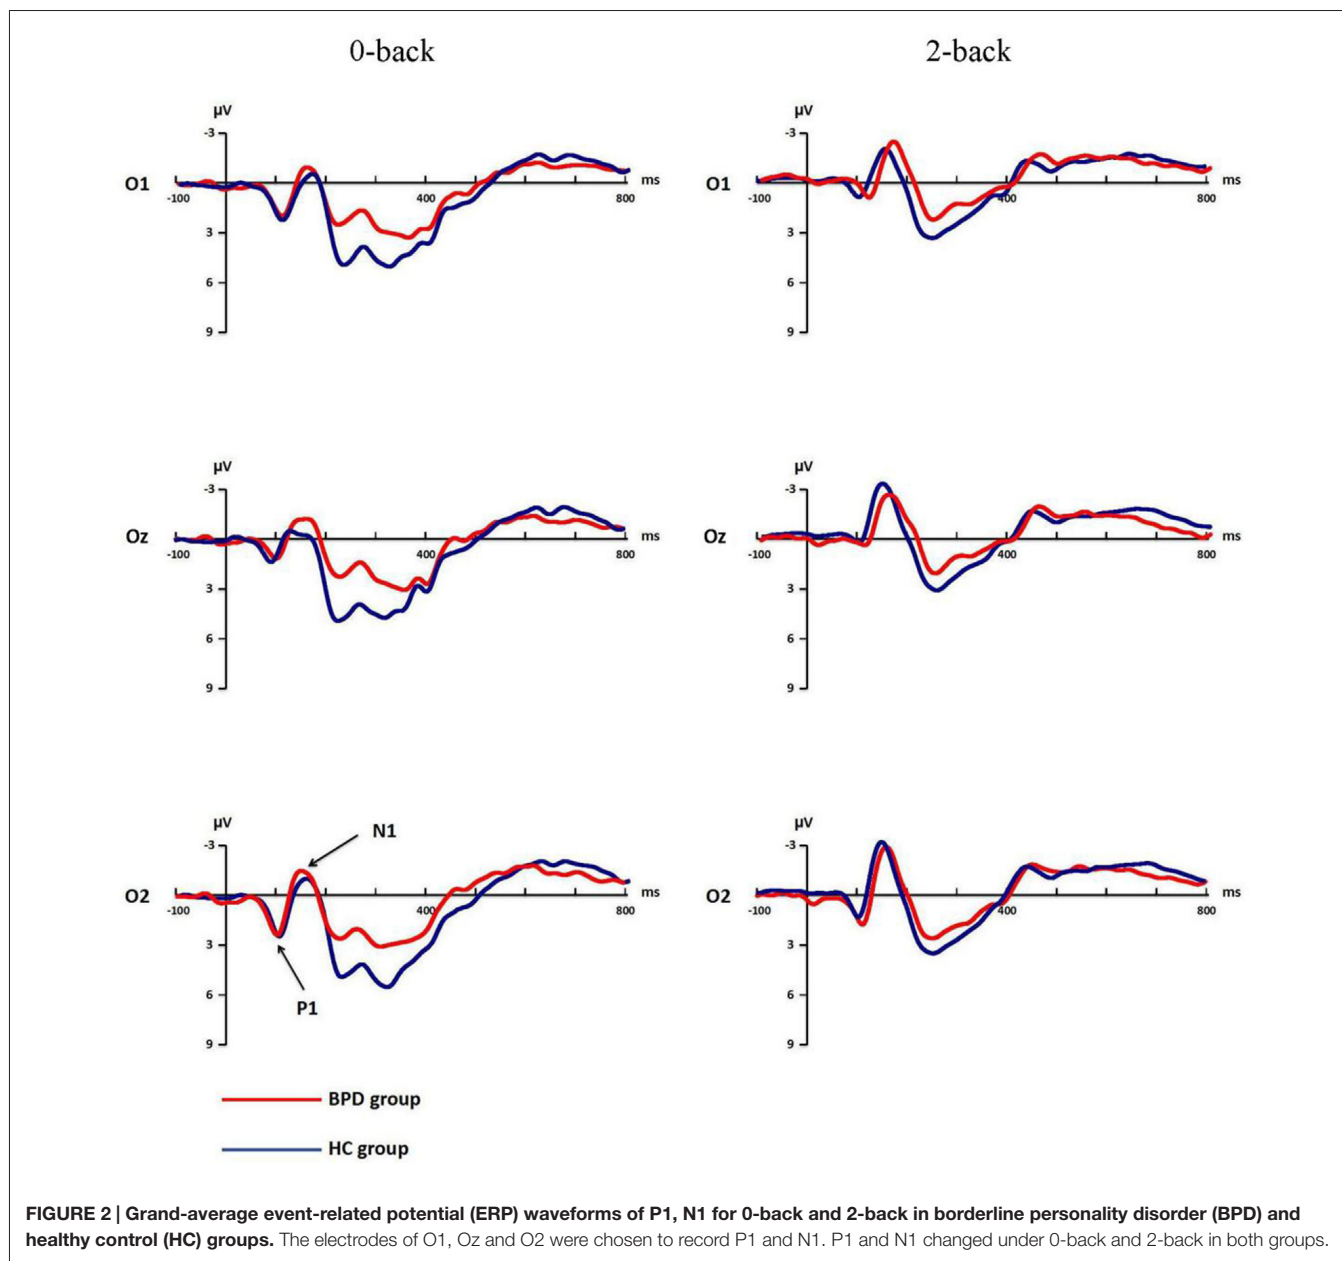 0-back
2-back
μV
-3
O1
-100
400
800
ms
3
6
9
μV
-3
O1
-100
400
800
ms
3
6
9
μV
-3
Oz
-100
400
800
ms
3
6
9
μV
-3
Oz
-100
400
800
ms
3
6
9
μV
-3
N1
O2
-100
400
800
ms
3
P1
6
9
μV
-3
O2
-100
400
800
ms
3
6
9
BPD group
HC group
FIGURE 2 | Grand-average event-related potential (ERP) waveforms of P1, N1 for 0-back and 2-back in borderline personality disorder (BPD) and
healthy control (HC) groups. The electrodes of O1, Oz and O2 were chosen to record P1 and N1. P1 and N1 changed under 0-back and 2-back in both groups.